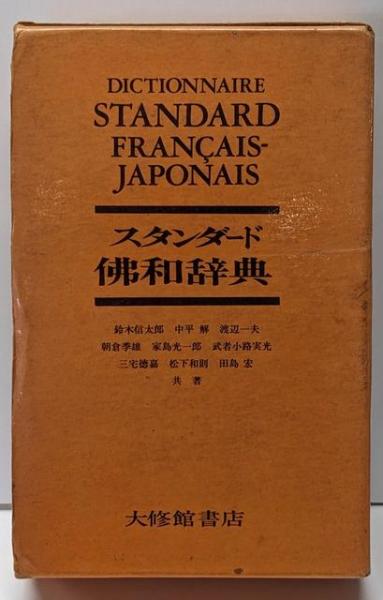 DICTIONNAIRE
STANDARD
FRANÇAIS-
JAPONAIS
スタンダード
佛和辞典
鈴木信太郎 中平 解 渡辺一夫
朝倉季雄 家島光一郎 武者小路実光
三宅徳嘉 松下和則 田島 宏
共著
大修館書店